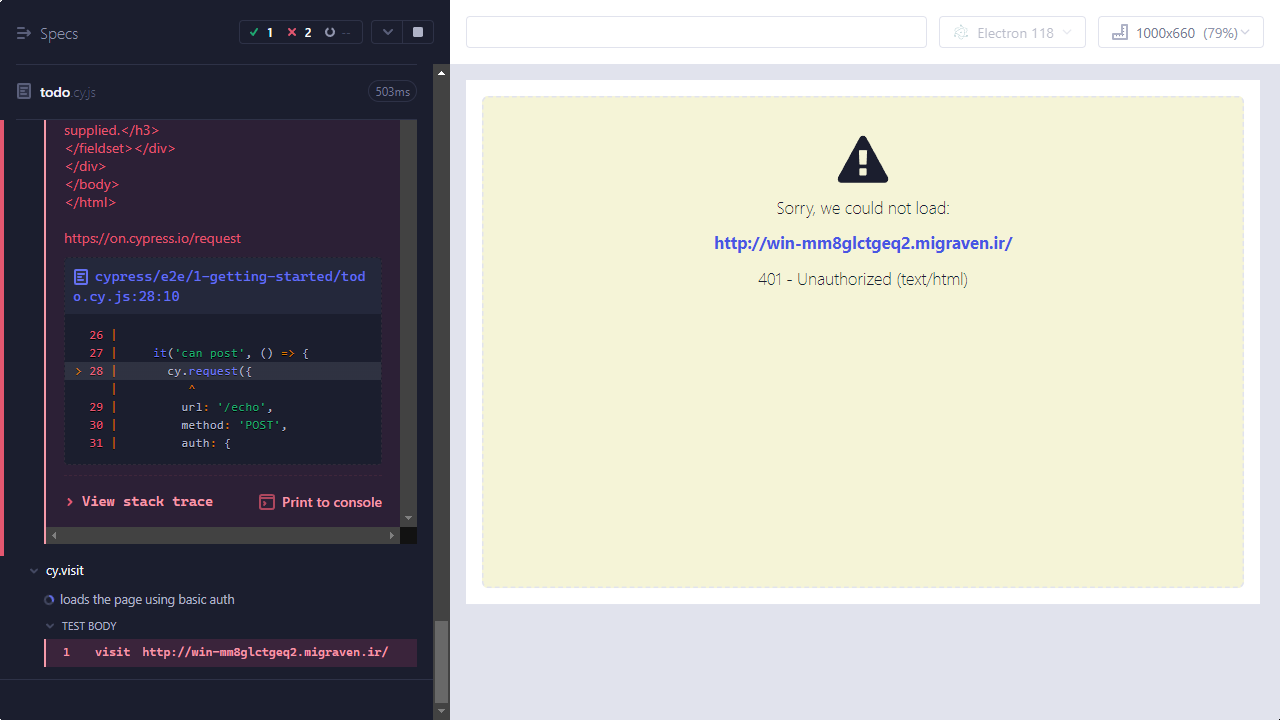 Specs
1 2 --
todo.cy.js
503ms
supplied.</h3>
</fieldset></div>
</div>
</body>
</html>
https://on.cypress.io/request
cypress/e2e/1-getting-started/tod
o.cy.js:28:10
26 |
27 | it('can post', () => {
> 28 | cy.request({
| ^
29 | url: '/echo',
30 | method: 'POST',
31 | auth: {
View stack trace
Print to console
cy.visit
loads the page using basic auth
TEST BODY
1 visit http://win-mm8glctgeq2.migraven.ir/
Electron 118
1000x660 (79%)
Sorry, we could not load:
http://win-mm8glctgeq2.migraven.ir/
401 - Unauthorized (text/html)